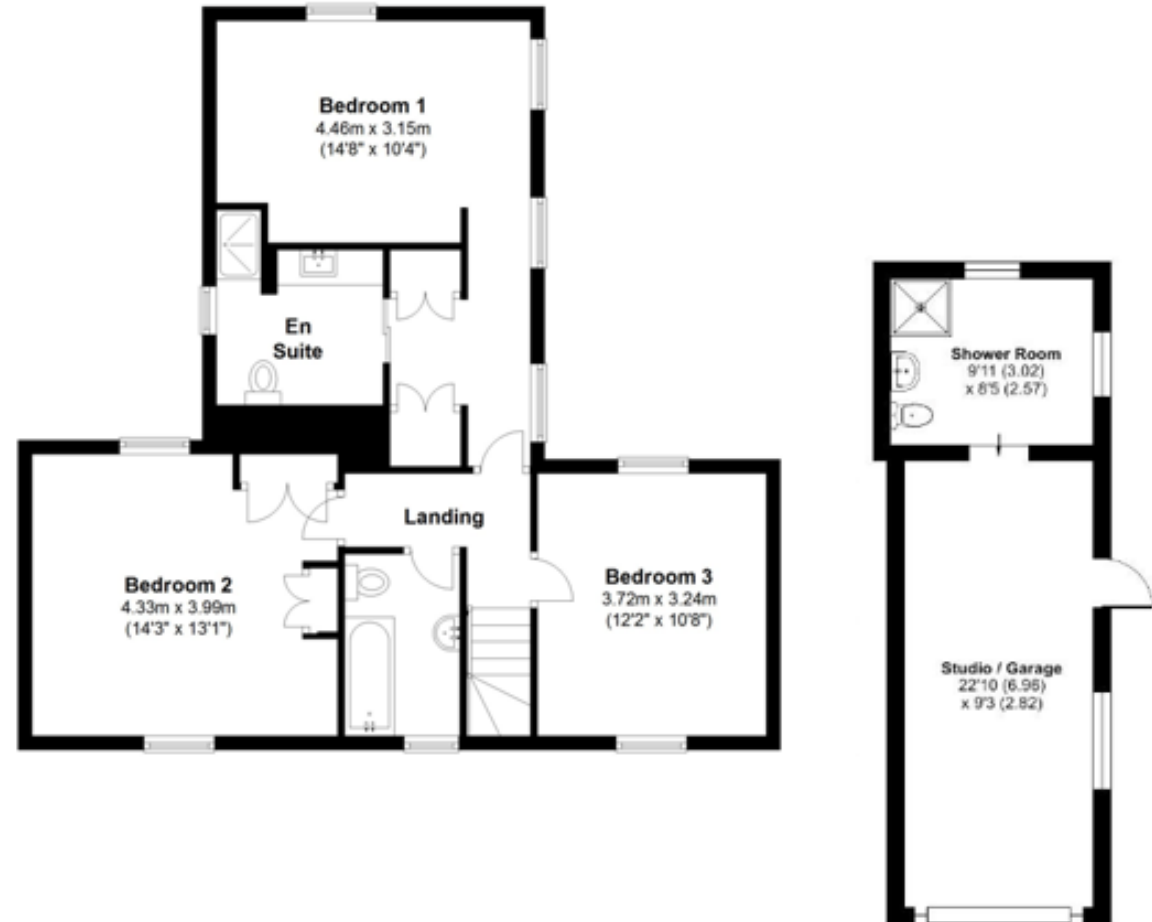 Bedroom 1
4.46m x 3.15m
(14'8" x 10'4")
En
Suite
Landing
Bedroom 2
4.33m x 3.99m
(14'3" x 13'1")
Bedroom 3
3.72m x 3.24m
(12'2" x 10'8")
Shower Room
9'11 (3.02)
x 8'5 (2.57)
Studio / Garage
22'10 (6.96)
x 9'3 (2.82)